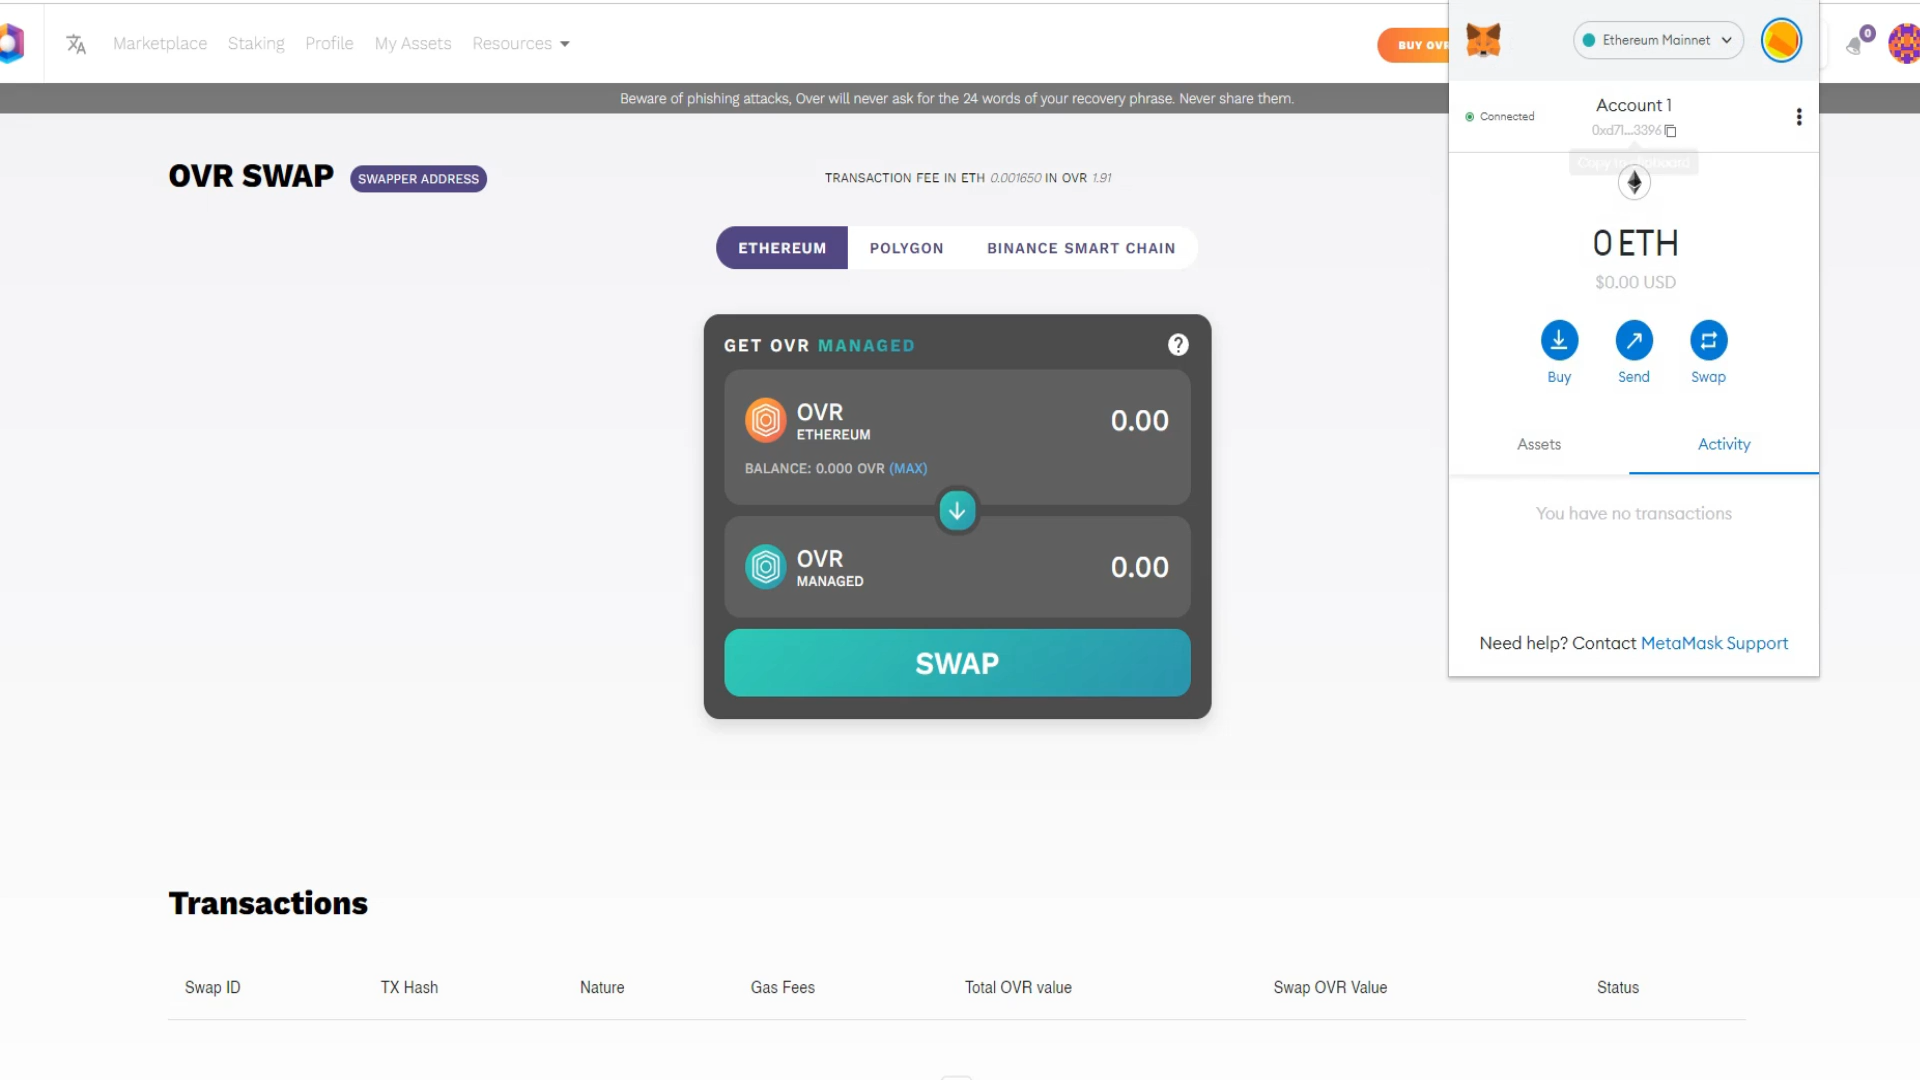 Marketplace Staking Profile My Assets Resources
BUY OVR
Ethereum Mainnet
0
Beware of phishing attacks, Over will never ask for the 24 words of your recovery phrase. Never share them.
Connected
Account 1
0xd71...3396
Copy to clipboard
OVR SWAP
SWAPPER ADDRESS
TRANSACTION FEE IN ETH 0.001650 IN OVR 1.91
ETHEREUM POLYGON BINANCE SMART CHAIN
0 ETH
$0.00 USD
Buy Send Swap
Assets Activity
You have no transactions
Need help? Contact MetaMask Support
GET OVR MANAGED
?
OVR
ETHEREUM
0.00
BALANCE: 0.000 OVR (MAX)
OVR
MANAGED
0.00
SWAP
Transactions
Swap ID TX Hash Nature Gas Fees Total OVR value Swap OVR Value Status